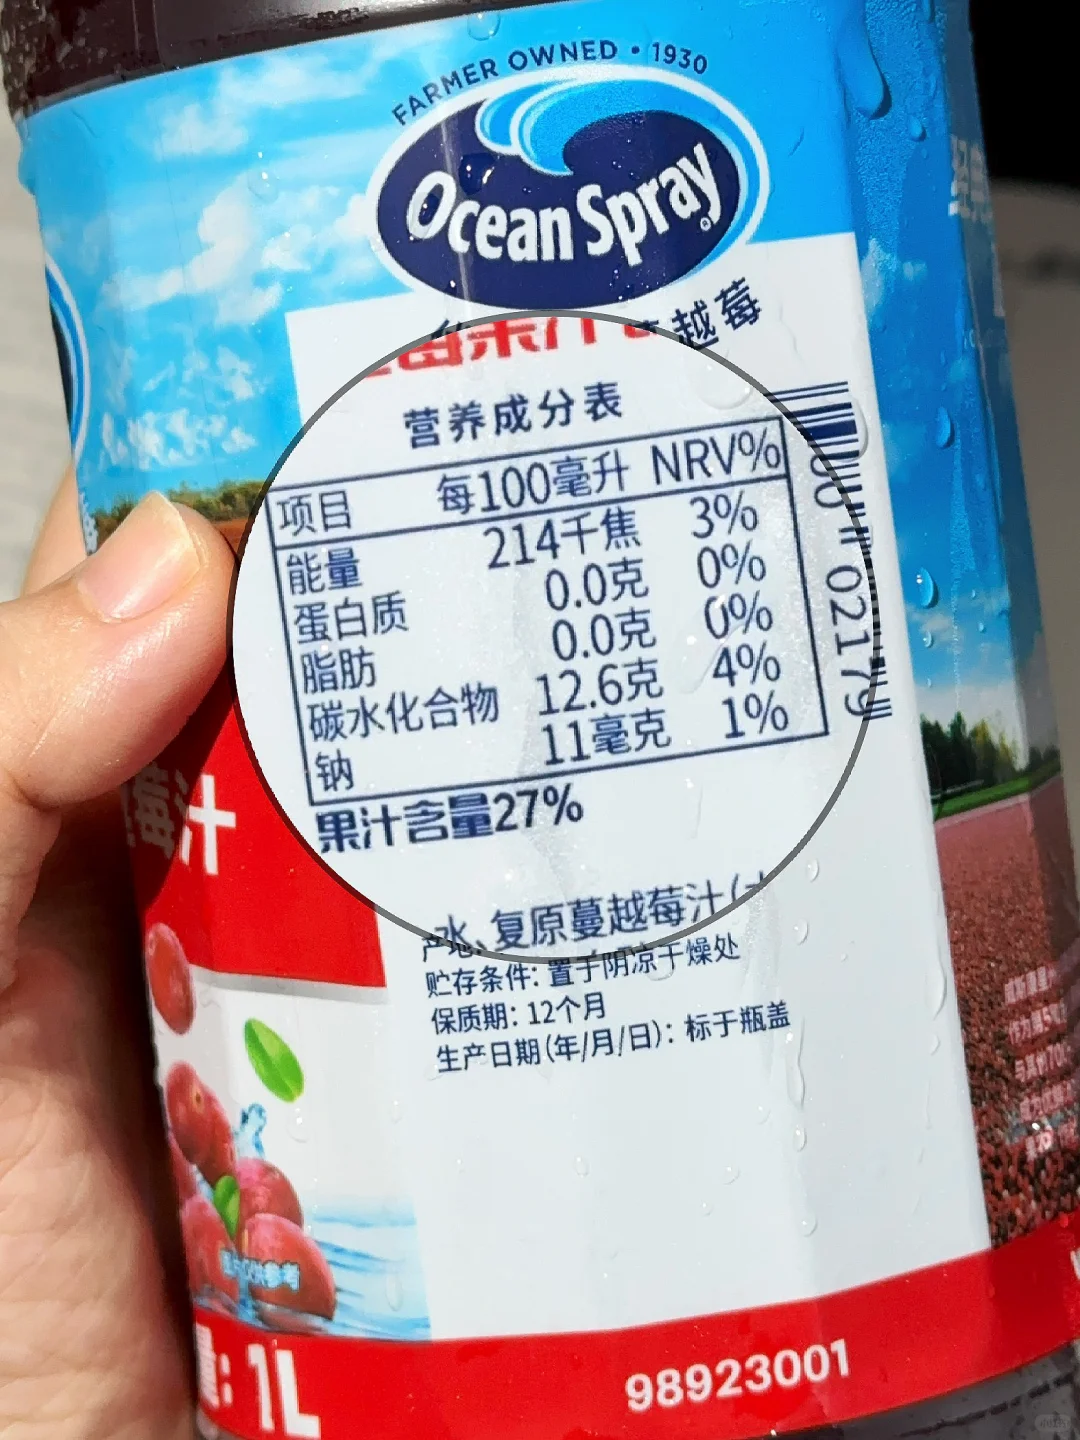 FARMER OWNED • 1930
Ocean Spray
越莓
营养成分表
项目 每100毫升 NRV%
能量 214千焦 3%
蛋白质 0.0克 0%
脂肪 0.0克 0%
碳水化合物 12.6克 4%
钠 11毫克 1%
果汁含量27%
水、复原蔓越莓汁(
产地
贮存条件: 置于阴凉干燥处
保质期: 12个月
生产日期(年/月/日): 标于瓶盖
02179
莓汁
1L
98923001